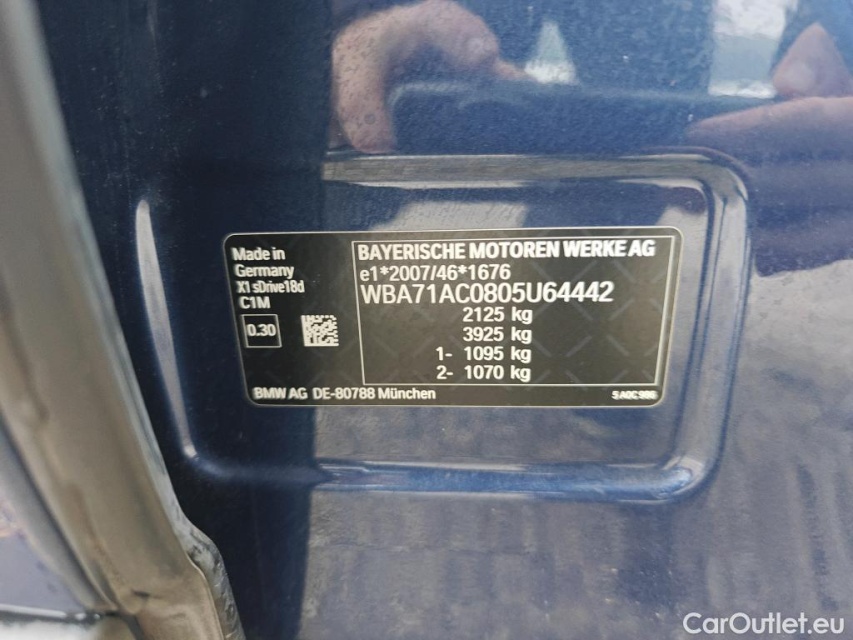 Made in
Germany
X1 sDrive18d
C1M
0.30
BAYERISCHE MOTOREN WERKE AG
e1*2007/46*1676
WBA71AC0805U64442
2125 kg
3925 kg
1- 1095 kg
2- 1070 kg
BMW AG DE-80788 München
CarOutlet.eu